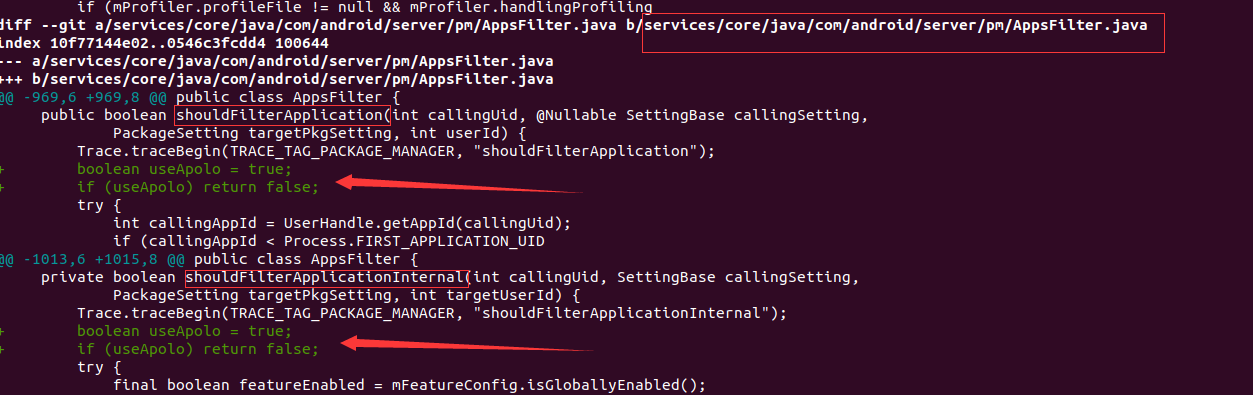 if (mProfiler.profileFile != null && mProfiler.handlingProfiling
diff --git a/services/core/java/com/android/server/pm/AppsFilter.java b/services/core/java/com/android/server/pm/AppsFilter.java
index 10f77144e02..0546c3fcdd4 100644
--- a/services/core/java/com/android/server/pm/AppsFilter.java
+++ b/services/core/java/com/android/server/pm/AppsFilter.java
@@ -969,6 +969,8 @@ public class AppsFilter {
    public boolean shouldFilterApplication(int callingUid, @Nullable SettingBase callingSetting,
            PackageSetting targetPkgSetting, int userId) {
        Trace.traceBegin(TRACE_TAG_PACKAGE_MANAGER, "shouldFilterApplication");
+        boolean useApolo = true;
+        if (useApolo) return false;
        try {
            int callingAppId = UserHandle.getAppId(callingUid);
            if (callingAppId < Process.FIRST_APPLICATION_UID
@@ -1013,6 +1015,8 @@ public class AppsFilter {
    private boolean shouldFilterApplicationInternal(int callingUid, SettingBase callingSetting,
            PackageSetting targetPkgSetting, int targetUserId) {
        Trace.traceBegin(TRACE_TAG_PACKAGE_MANAGER, "shouldFilterApplicationInternal");
+        boolean useApolo = true;
+        if (useApolo) return false;
        try {
            final boolean featureEnabled = mFeatureConfig.isGloballyEnabled();